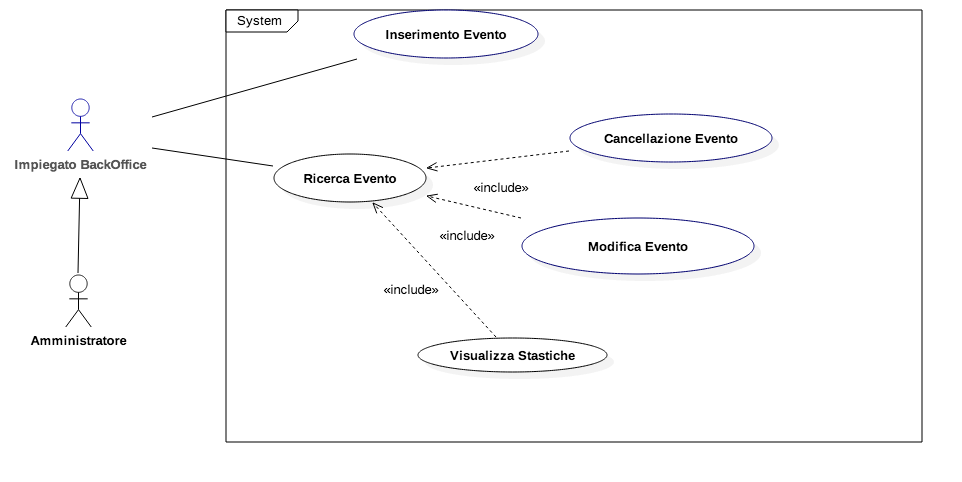 System
Inserimento Evento
Cancellazione Evento
Impiegato BackOffice
Ricerca Evento
«include»
«include»
Modifica Evento
«include»
Amministratore
Visualizza Stastiche